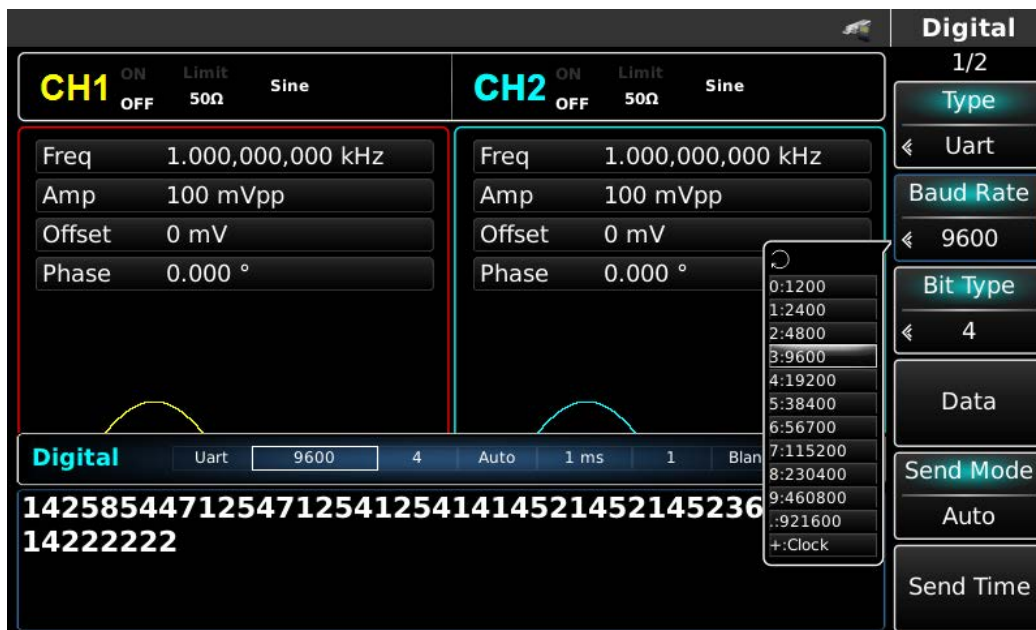 Digital
1/2
CH1 ON OFF Limit 50Ω Sine
CH2 ON OFF Limit 50Ω Sine
Type
Uart
Freq 1.000,000,000 kHz
Amp 100 mVpp
Offset 0 mV
Phase 0.000 °
Freq 1.000,000,000 kHz
Amp 100 mVpp
Offset 0 mV
Phase 0.000 °
Baud Rate
9600
0:1200
1:2400
2:4800
3:9600
4:19200
5:38400
6:56700
7:115200
8:230400
9:460800
.:921600
+:Clock
Bit Type
4
Data
Send Mode
Auto
Send Time
Digital Uart 9600 4 Auto 1 ms 1 Blan
14258544712547125412541414521452145236
14222222